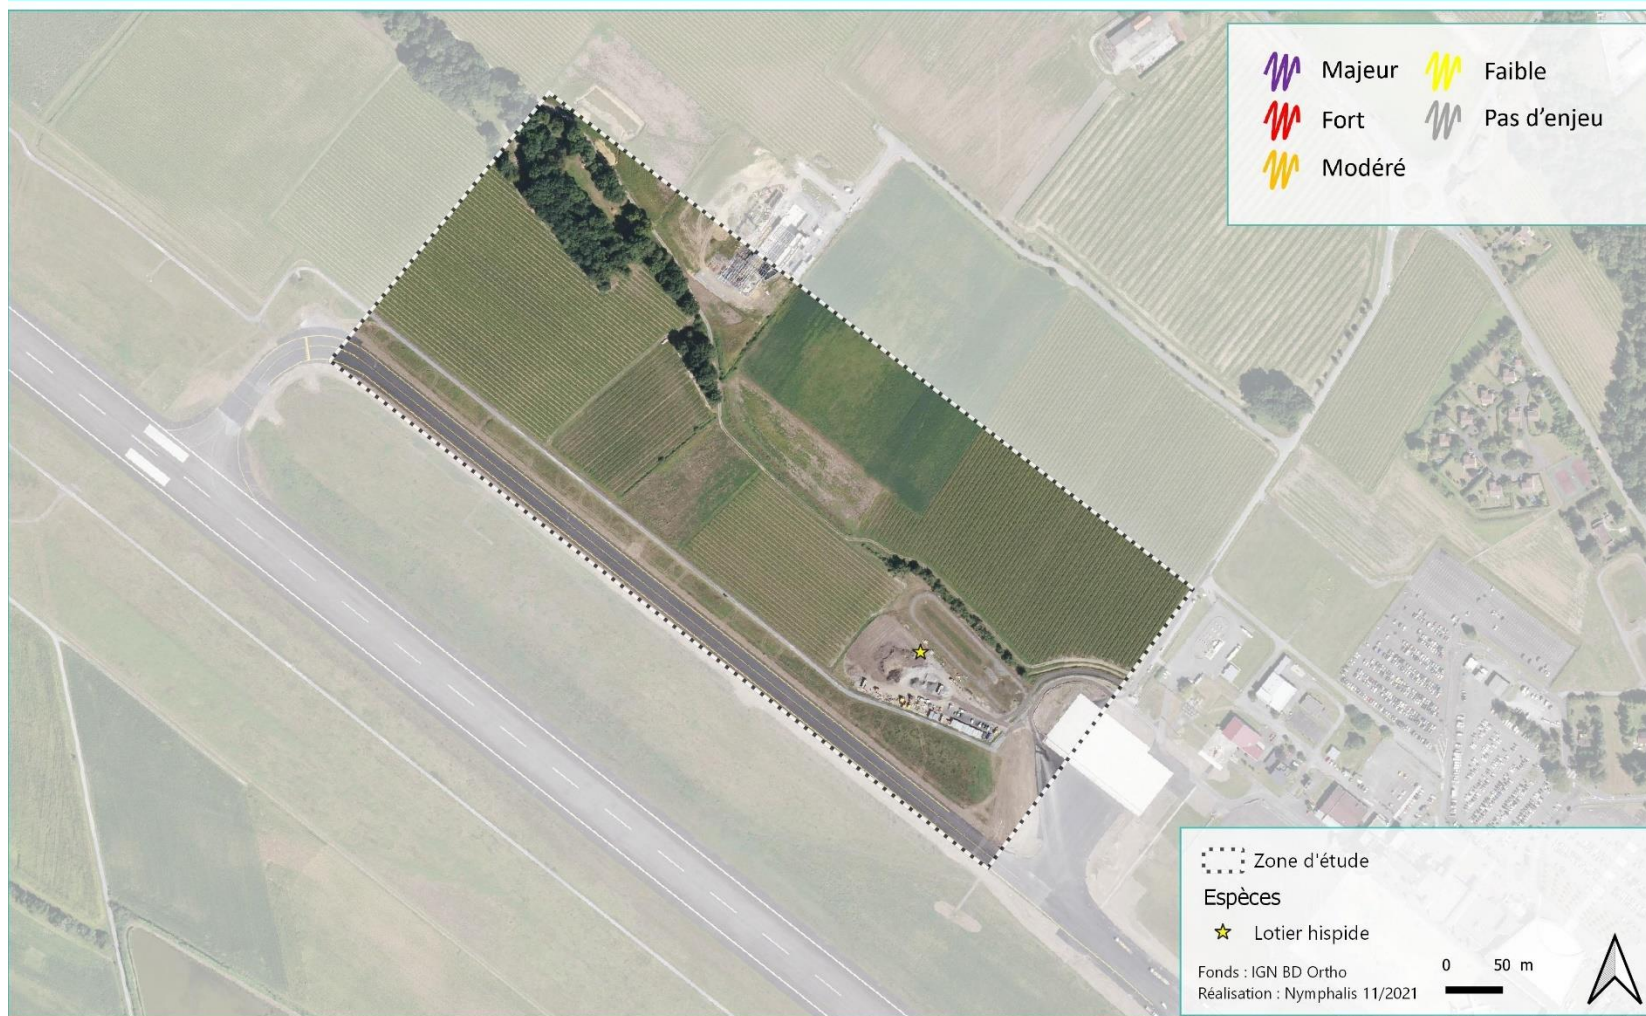 Majeur
Faible
Fort
Pas d'enjeu
Modéré
Zone d'étude
Espèces
Lotier hispide
Fonds : IGN BD Ortho
Réalisation : Nymphalis 11/2021
0 50 m